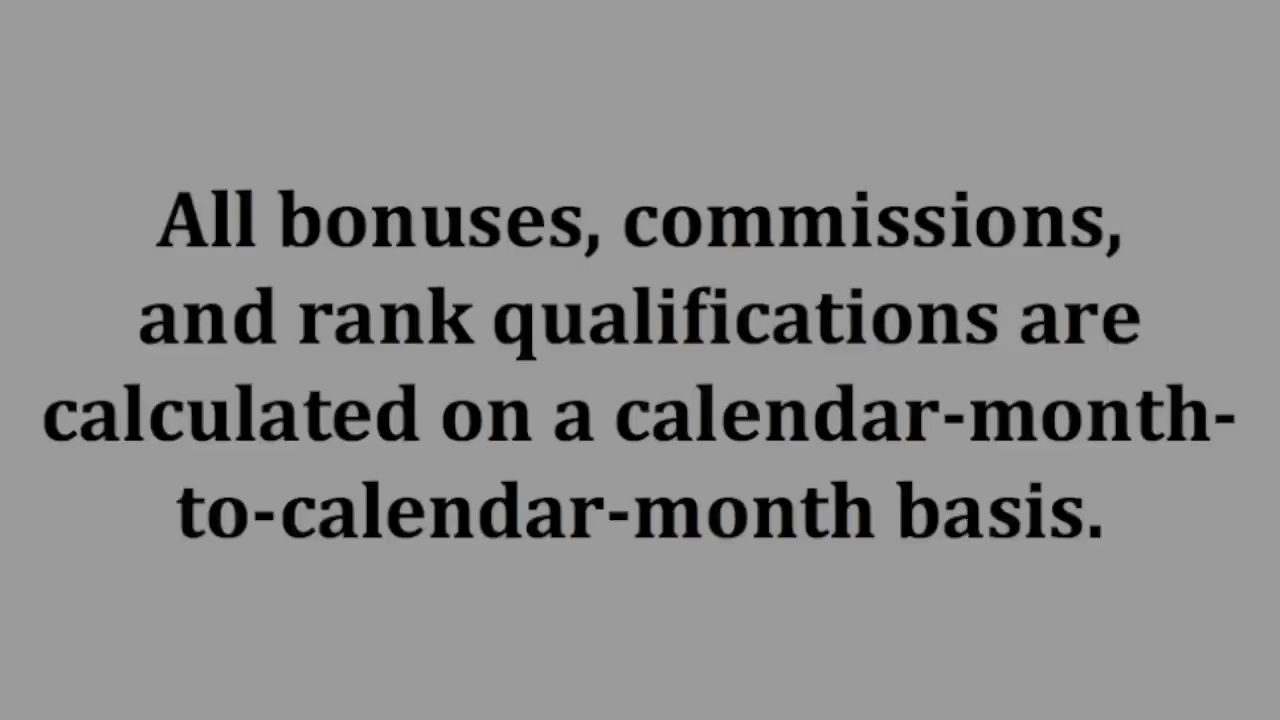 All bonuses, commissions,
and rank qualifications are
calculated on a calendar-month-
to-calendar-month basis.